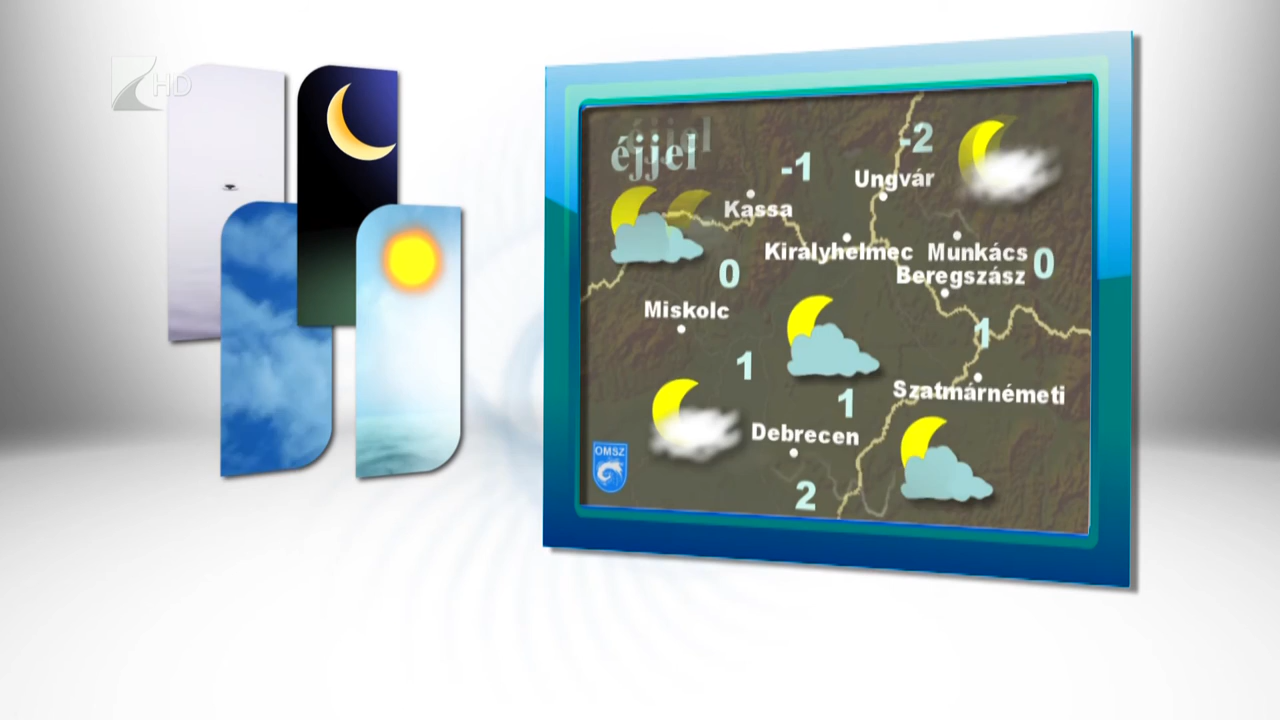 HD
éjjel
-2
-1
Ungvár
Kassa
Királyhelmec
Munkács
0
Beregszász
0
Miskolc
1
1
Szatmárnémeti
1
Debrecen
OMSZ
2